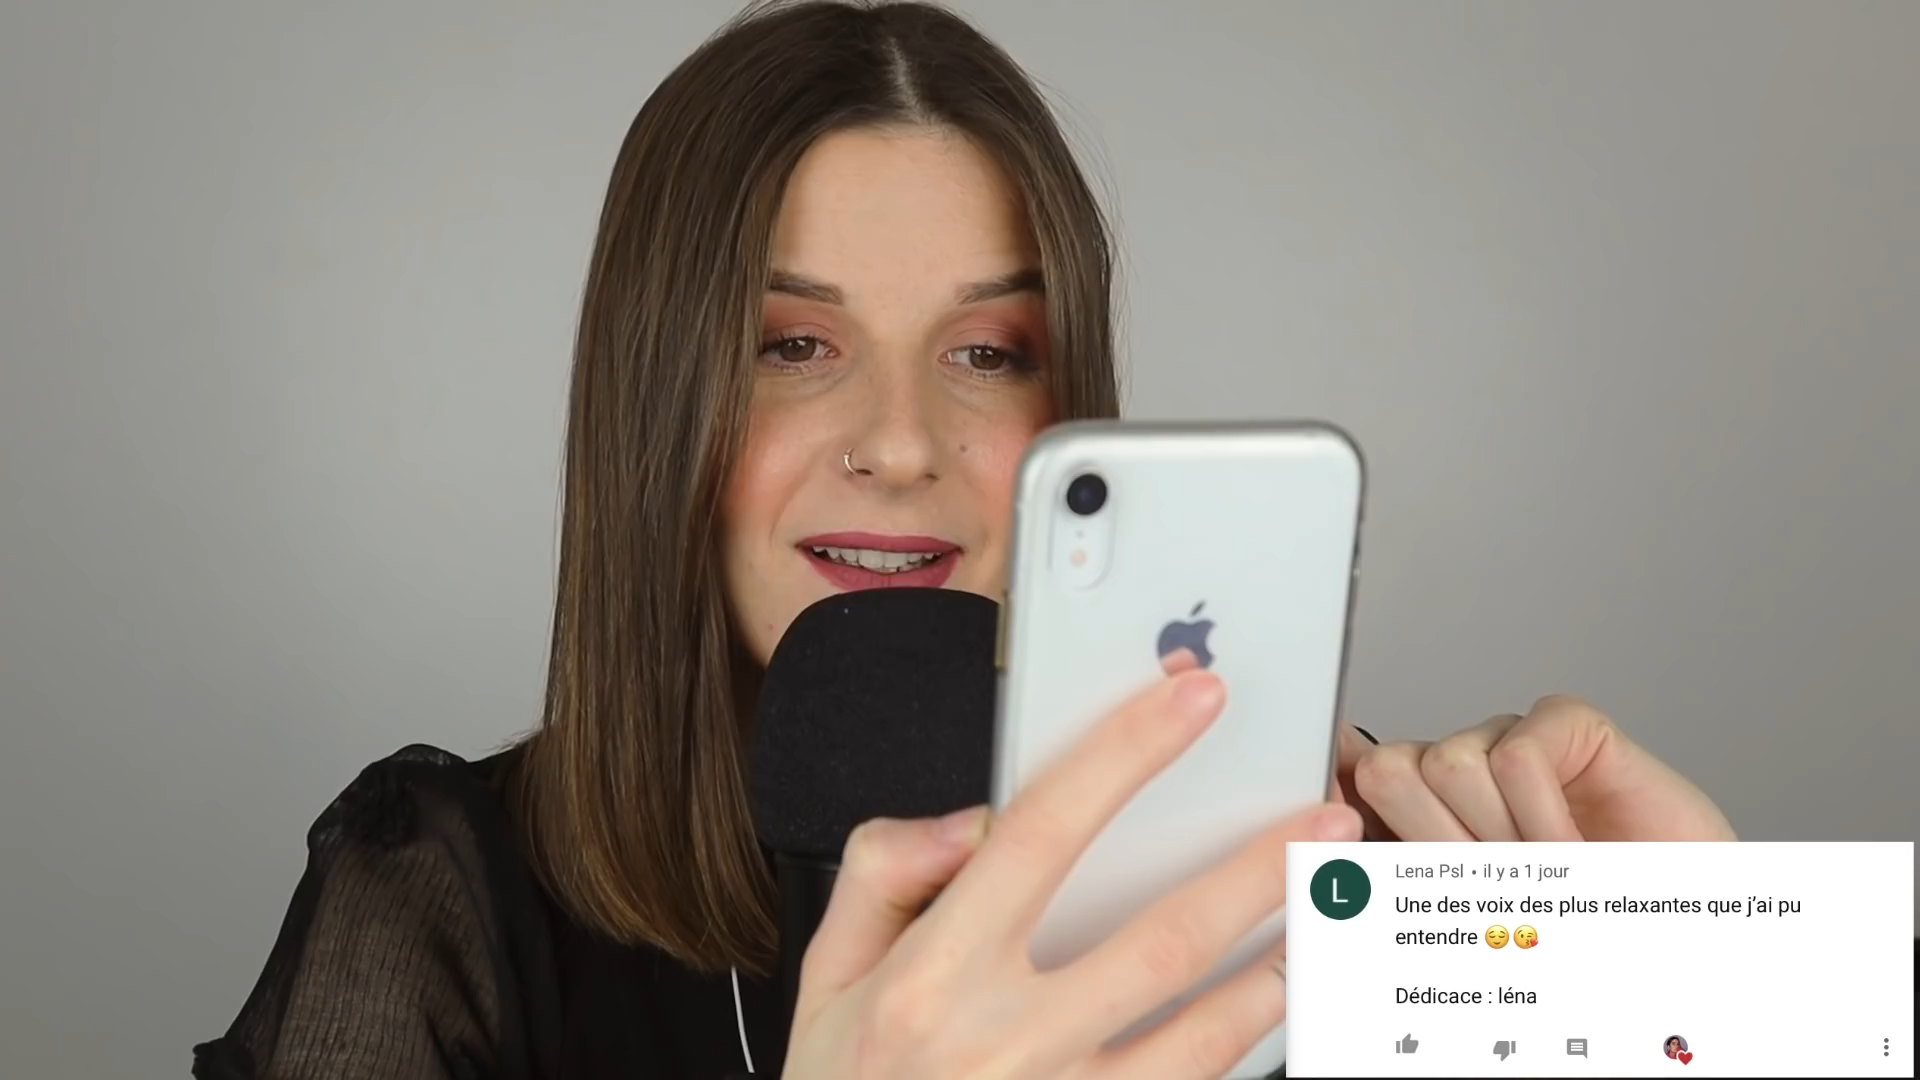 L
Lena Psl • il y a 1 jour
Une des voix des plus relaxantes que j’ai pu
entendre 😌😘
Dédicace : léna